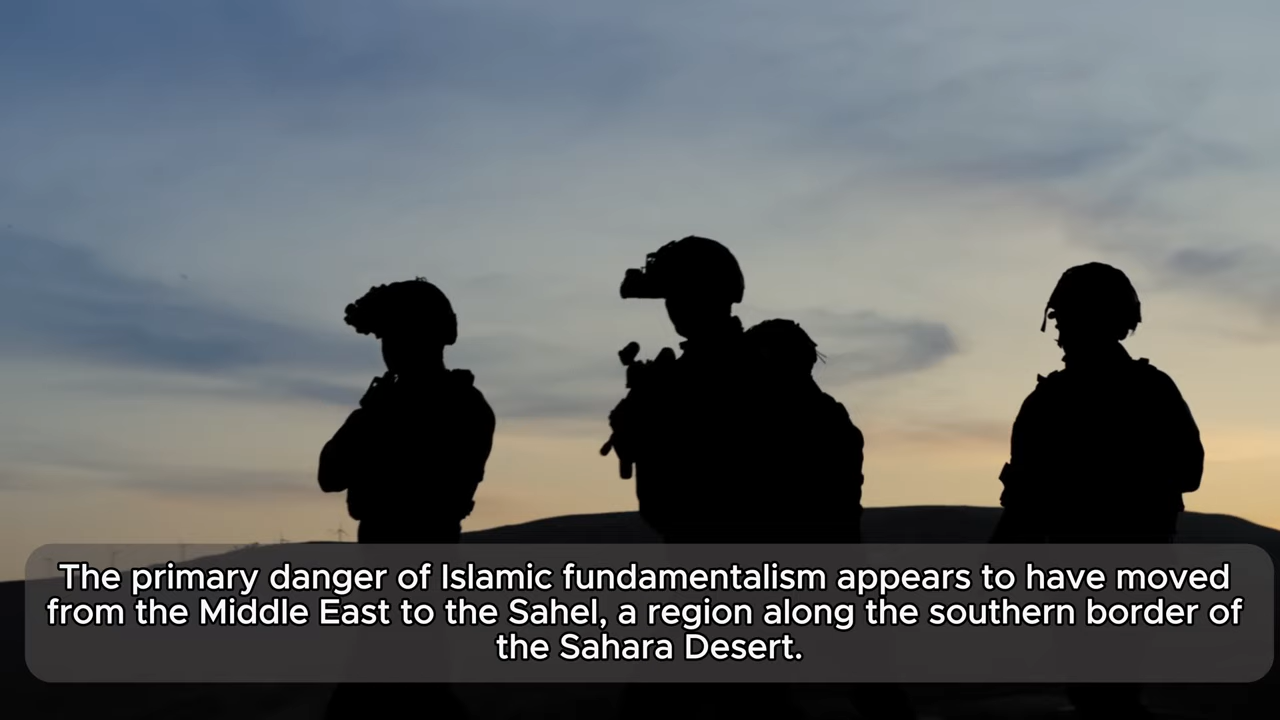 The primary danger of Islamic fundamentalism appears to have moved
from the Middle East to the Sahel, a region along the southern border of
the Sahara Desert.